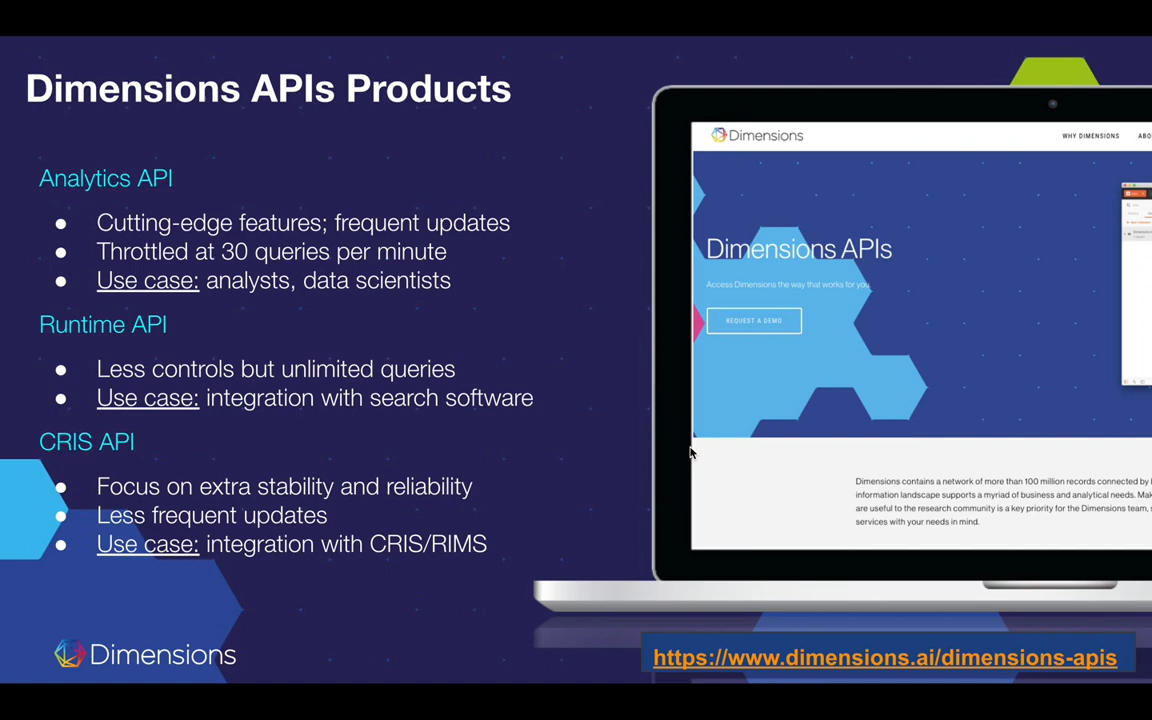 Dimensions APIs Products
Analytics API
● Cutting-edge features; frequent updates
● Throttled at 30 queries per minute
● Use case: analysts, data scientists
Runtime API
● Less controls but unlimited queries
● Use case: integration with search software
CRIS API
● Focus on extra stability and reliability
● Less frequent updates
● Use case: integration with CRIS/RIMS
Dimensions
Dimensions
WHY DIMENSIONS ABO
Dimensions APIs
Access Dimensions the way that works for you.
REQUEST A DEMO
Dimensions contains a network of more than 100 million records connected by
information landscape supports a myriad of business and analytical needs. Mak
are useful to the research community is a key priority for the Dimensions team, s
services with your needs in mind.
https://www.dimensions.ai/dimensions-apis